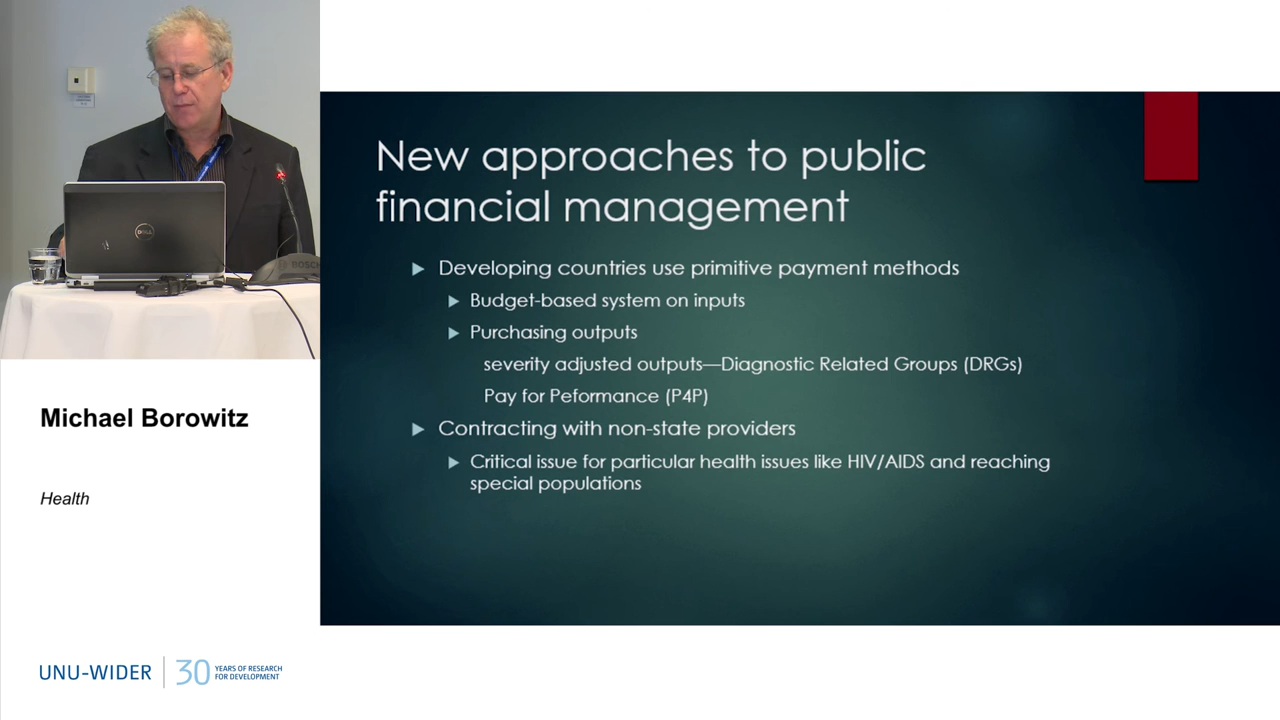 New approaches to public
financial management
Developing countries use primitive payment methods
Budget-based system on inputs
Purchasing outputs
severity adjusted outputs—Diagnostic Related Groups (DRGs)
Pay for Peformance (P4P)
Contracting with non-state providers
Critical issue for particular health issues like HIV/AIDS and reaching
special populations
DELL
BOSCH
Michael Borowitz
Health
UNU-WIDER
30
YEARS OF RESEARCH
FOR DEVELOPMENT